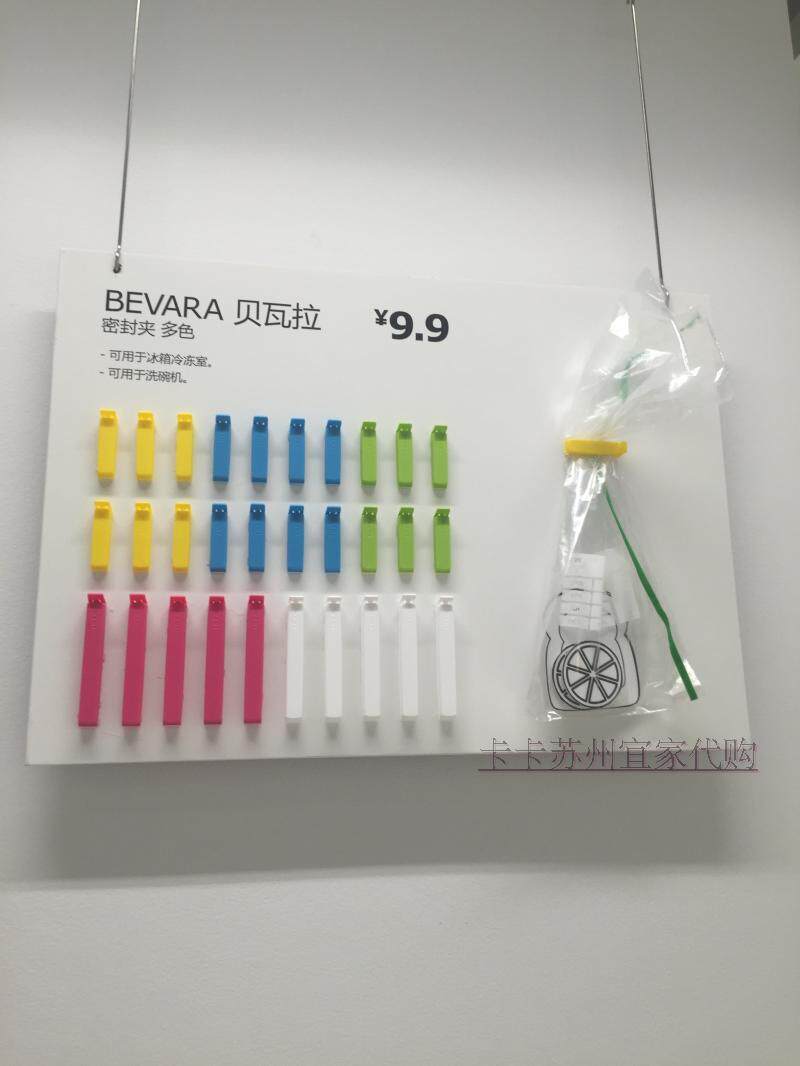 BEVARA 贝瓦拉
¥9.9
密封夹 多色
- 可用于冰箱冷冻室。
- 可用于洗碗机。
卡卡苏州宜家代购